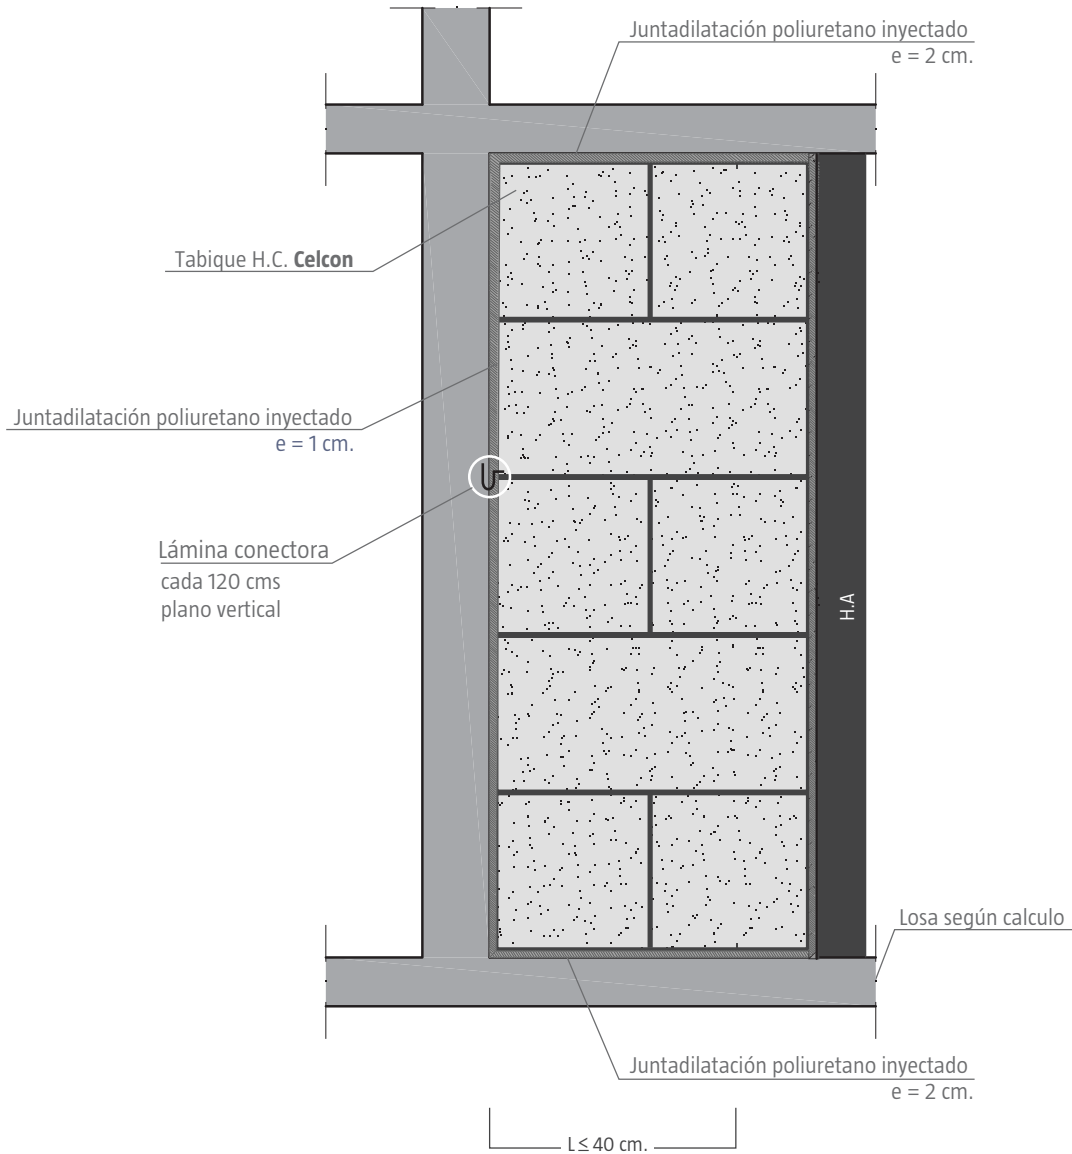 Juntadilatación poliuretano inyectado
e = 2 cm.
Tabique H.C. Celcon
Juntadilatación poliuretano inyectado
e = 1 cm.
Lámina conectora
cada 120 cms
plano vertical
H.A
Losa según calculo
Juntadilatación poliuretano inyectado
e = 2 cm.
L ≤ 40 cm.